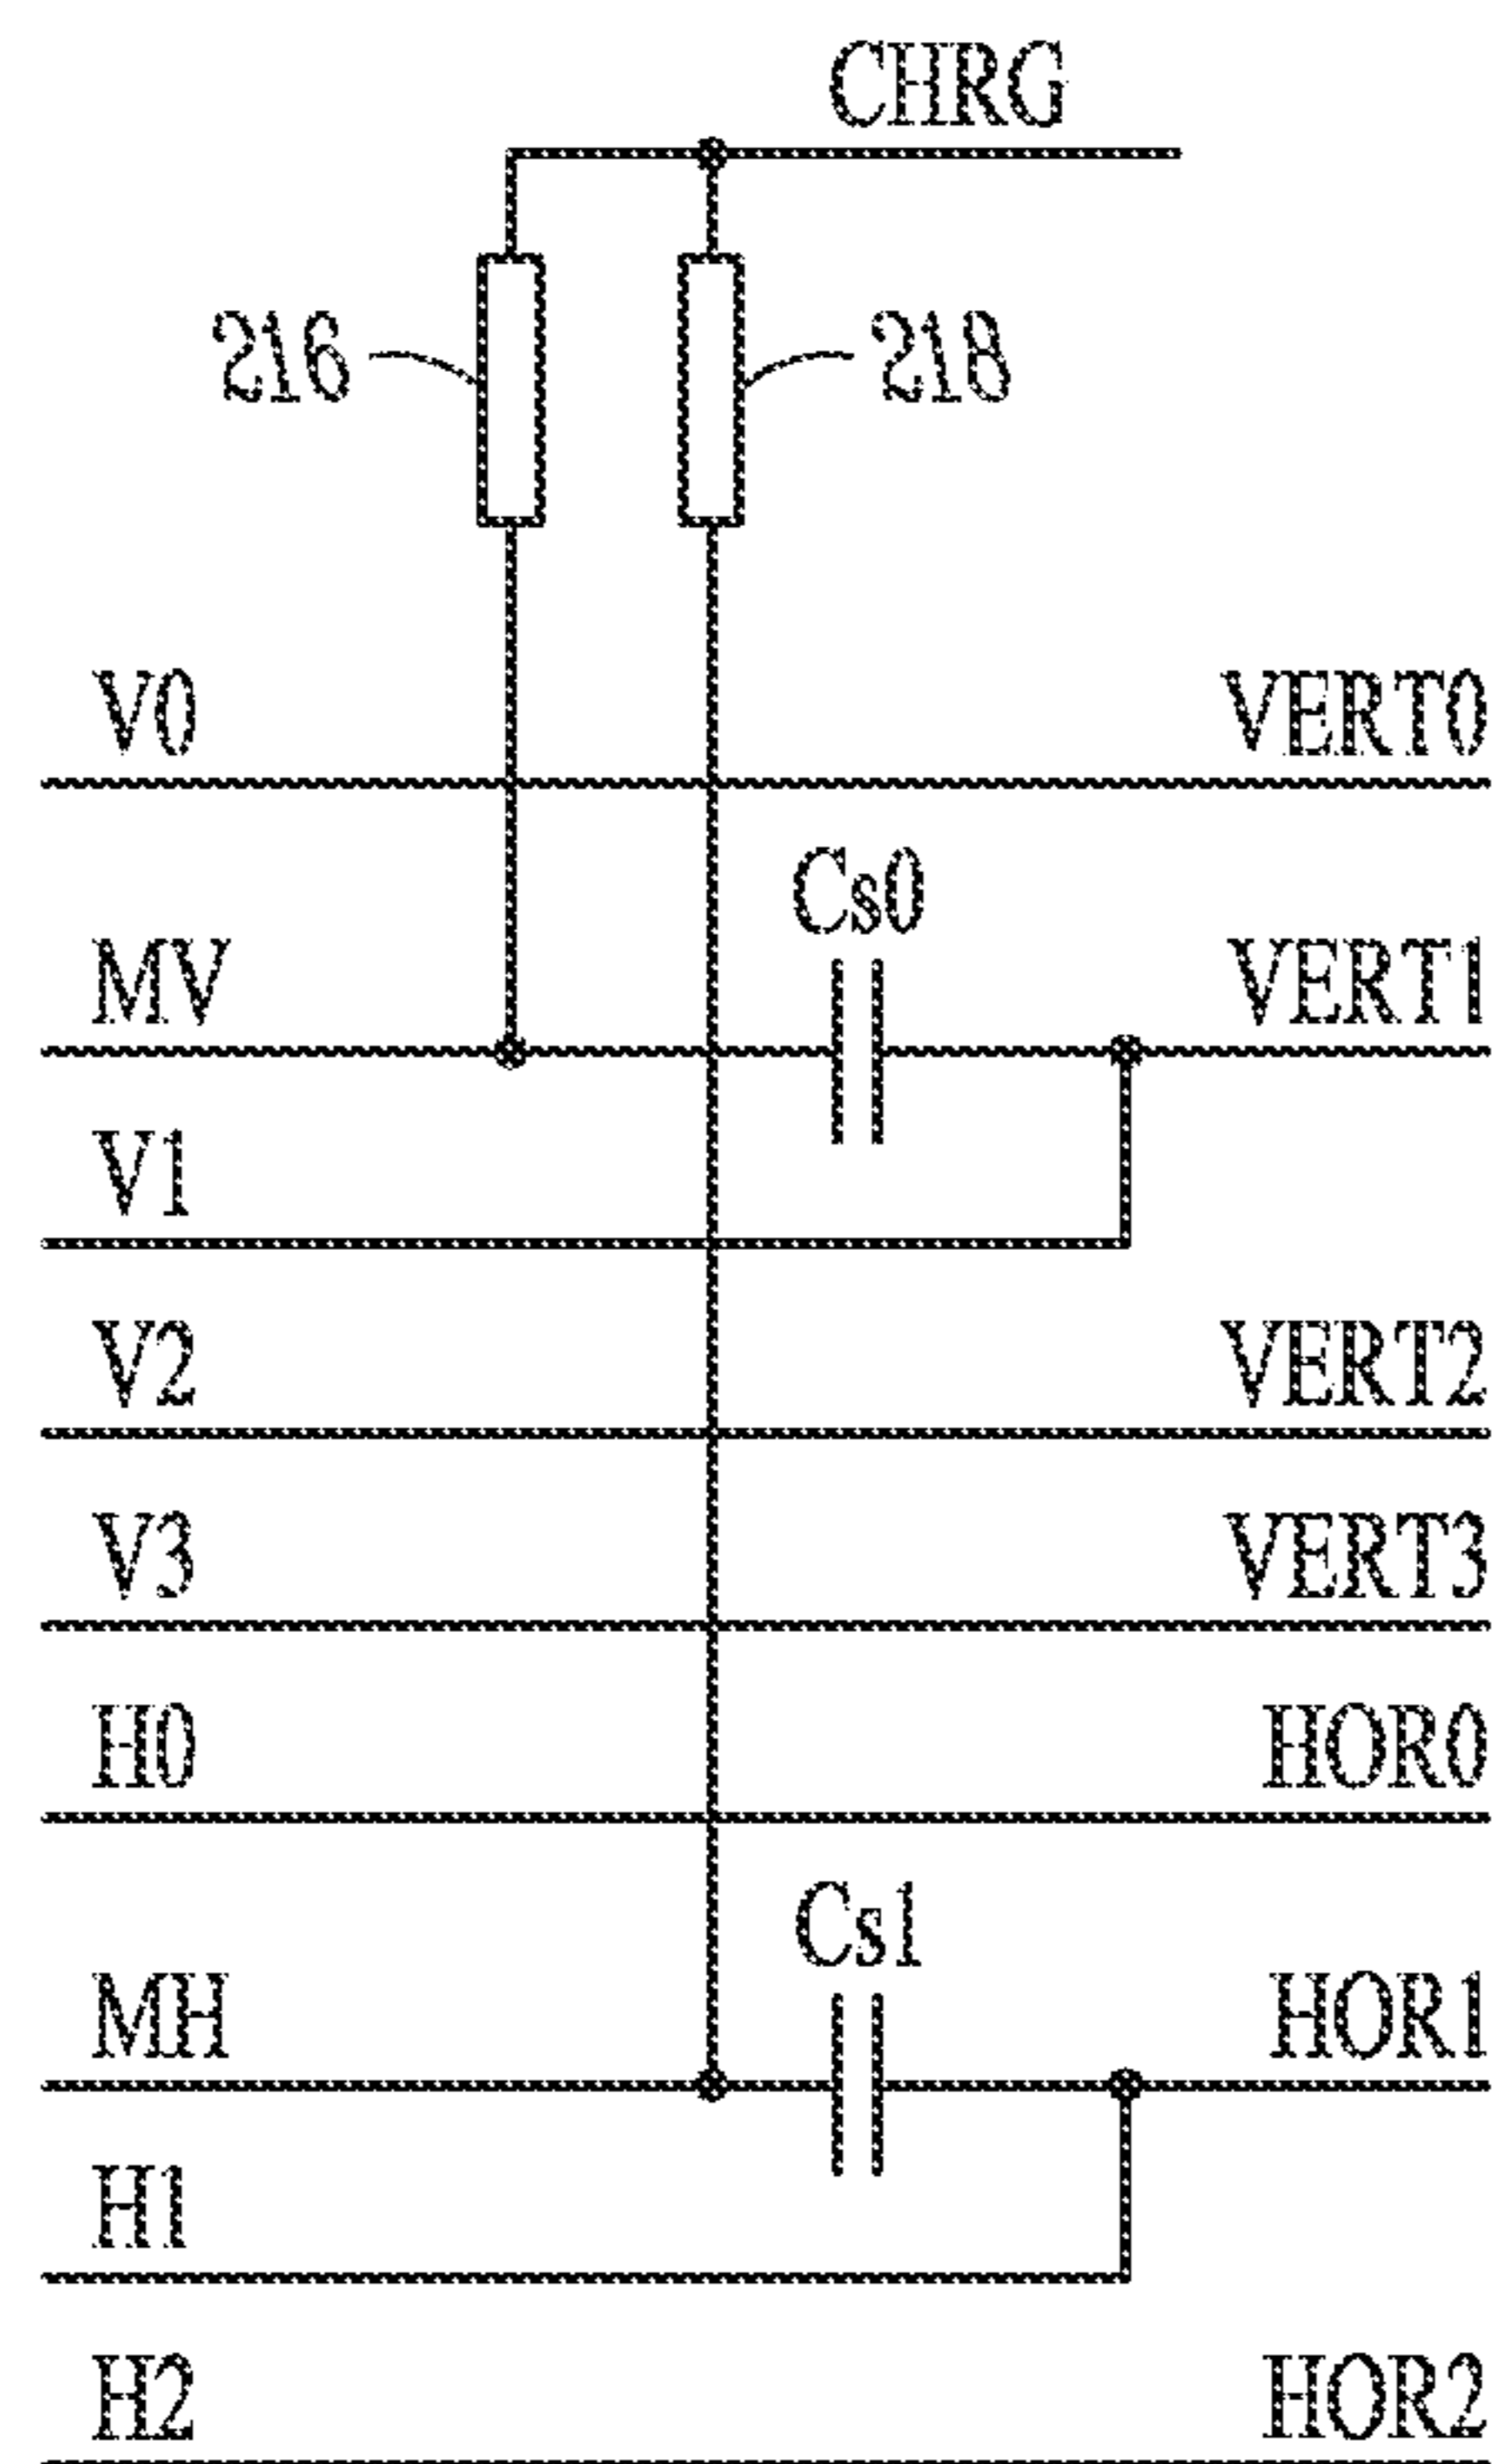 CHRG
216 218
V0 VERT0
Cs0
MV VERT1
V1
V2 VERT2
V3 VERT3
H0 HOR0
Cs1
MH HOR1
H1
H2 HOR2